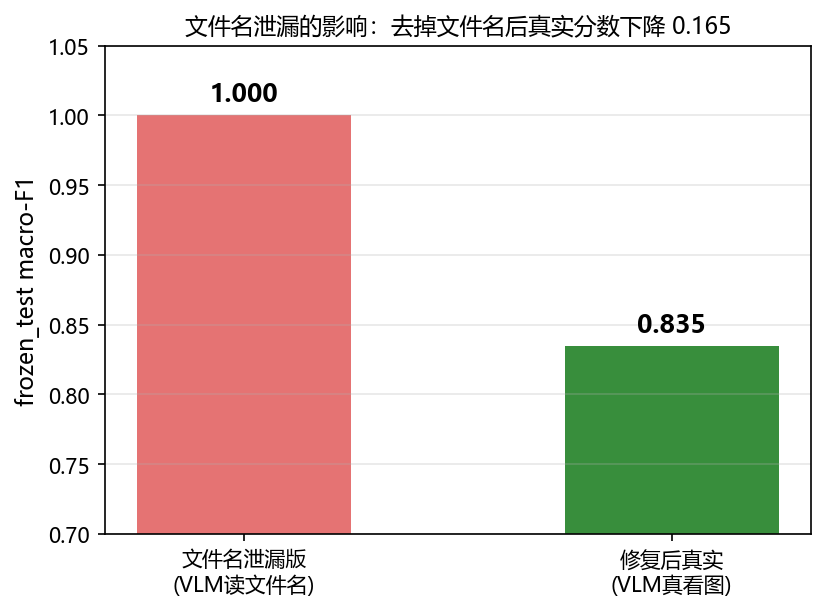 文件名泄漏的影响：去掉文件名后真实分数下降 0.165
frozen_test macro-F1
1.05
1.00
0.95
0.90
0.85
0.80
0.75
0.70
1.000
0.835
文件名泄漏版
(VLM读文件名)
修复后真实
(VLM真看图)